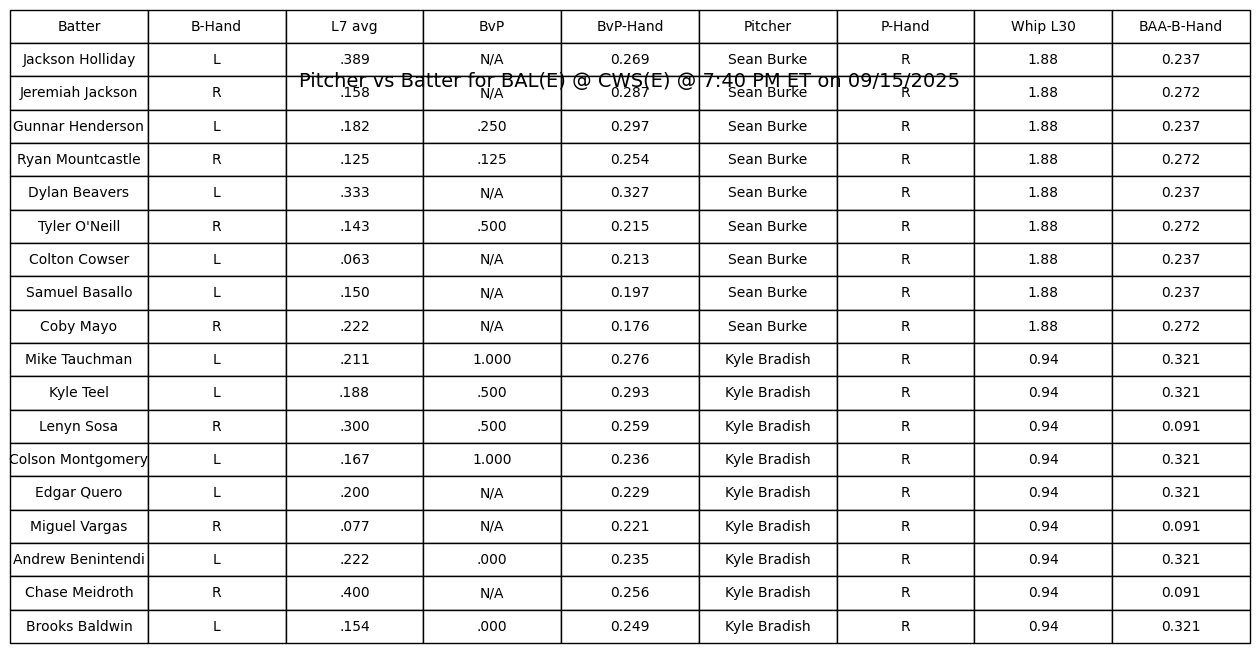 Batter B-Hand L7 avg BvP BvP-Hand Pitcher P-Hand Whip L30 BAA-B-Hand
Jackson Holliday L .389 N/A 0.269 Sean Burke R 1.88 0.237
Pitcher vs Batter for BAL(E) @ CWS(E) @ 7:40 PM ET on 09/15/2025
Jeremiah Jackson R .158 N/A 0.287 Sean Burke R 1.88 0.272
Gunnar Henderson L .182 .250 0.297 Sean Burke R 1.88 0.237
Ryan Mountcastle R .125 .125 0.254 Sean Burke R 1.88 0.272
Dylan Beavers L .333 N/A 0.327 Sean Burke R 1.88 0.237
Tyler O'Neill R .143 .500 0.215 Sean Burke R 1.88 0.272
Colton Cowser L .063 N/A 0.213 Sean Burke R 1.88 0.237
Samuel Basallo L .150 N/A 0.197 Sean Burke R 1.88 0.237
Coby Mayo R .222 N/A 0.176 Sean Burke R 1.88 0.272
Mike Tauchman L .211 1.000 0.276 Kyle Bradish R 0.94 0.321
Kyle Teel L .188 .500 0.293 Kyle Bradish R 0.94 0.321
Lenyn Sosa R .300 .500 0.259 Kyle Bradish R 0.94 0.091
Colson Montgomery L .167 1.000 0.236 Kyle Bradish R 0.94 0.321
Edgar Quero L .200 N/A 0.229 Kyle Bradish R 0.94 0.321
Miguel Vargas R .077 N/A 0.221 Kyle Bradish R 0.94 0.091
Andrew Benintendi L .222 .000 0.235 Kyle Bradish R 0.94 0.321
Chase Meidroth R .400 N/A 0.256 Kyle Bradish R 0.94 0.091
Brooks Baldwin L .154 .000 0.249 Kyle Bradish R 0.94 0.321